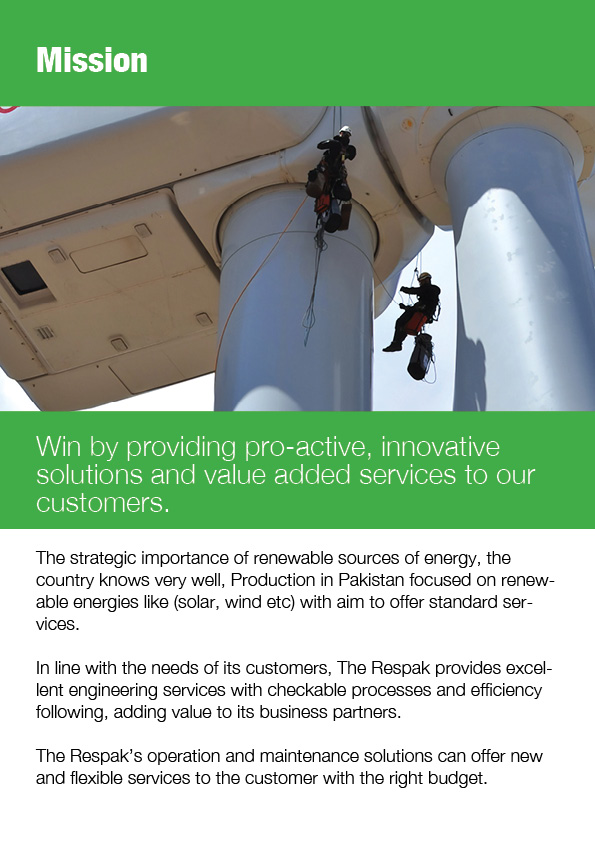 Mission
Win by providing pro-active, innovative
solutions and value added services to our
customers.
The strategic importance of renewable sources of energy, the
country knows very well, Production in Pakistan focused on renew-
able energies like (solar, wind etc) with aim to offer standard ser-
vices.
In line with the needs of its customers, The Respak provides excel-
lent engineering services with checkable processes and efficiency
following, adding value to its business partners.
The Respak’s operation and maintenance solutions can offer new
and flexible services to the customer with the right budget.